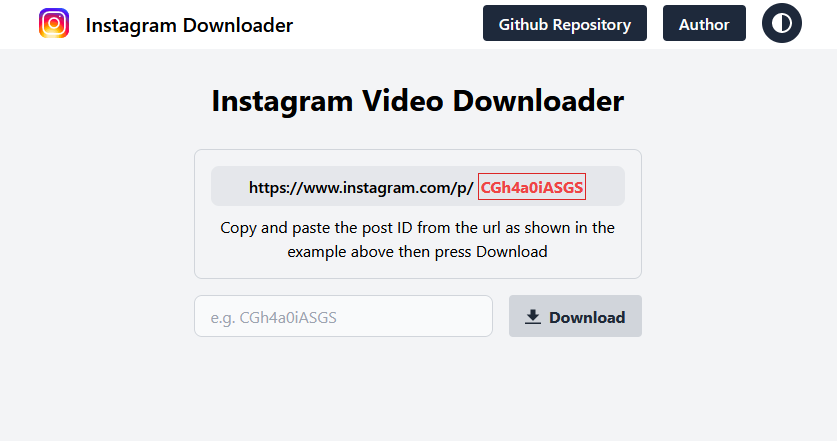 Instagram Downloader
Github Repository
Author
Instagram Video Downloader
https://www.instagram.com/p/ CGh4a0iASGS
Copy and paste the post ID from the url as shown in the
example above then press Download
e.g. CGh4a0iASGS
Download